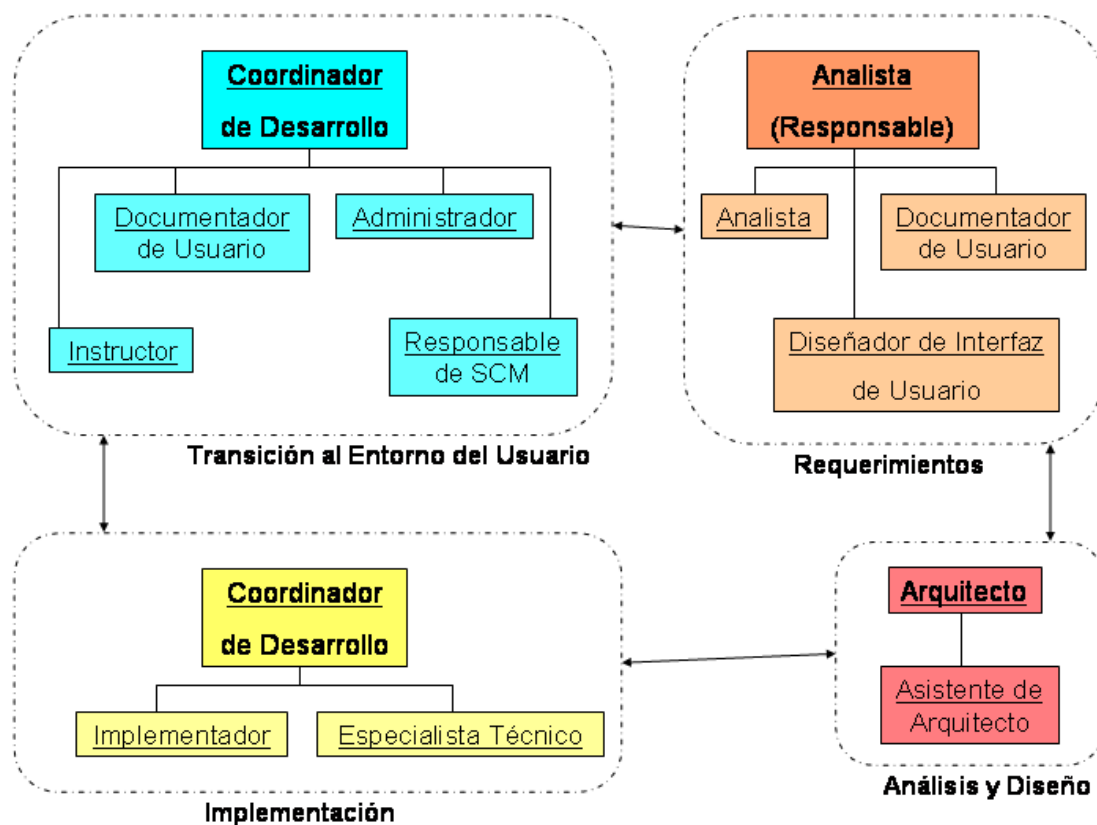 Coordinador
de Desarrollo
Documentador
de Usuario
Administrador
Instructor
Responsable
de SCM
Transición al Entorno del Usuario
Analista
(Responsable)
Analista
Documentador
de Usuario
Diseñador de Interfaz
de Usuario
Requerimientos
Coordinador
de Desarrollo
Implementador
Especialista Técnico
Implementación
Arquitecto
Asistente de
Arquitecto
Análisis y Diseño